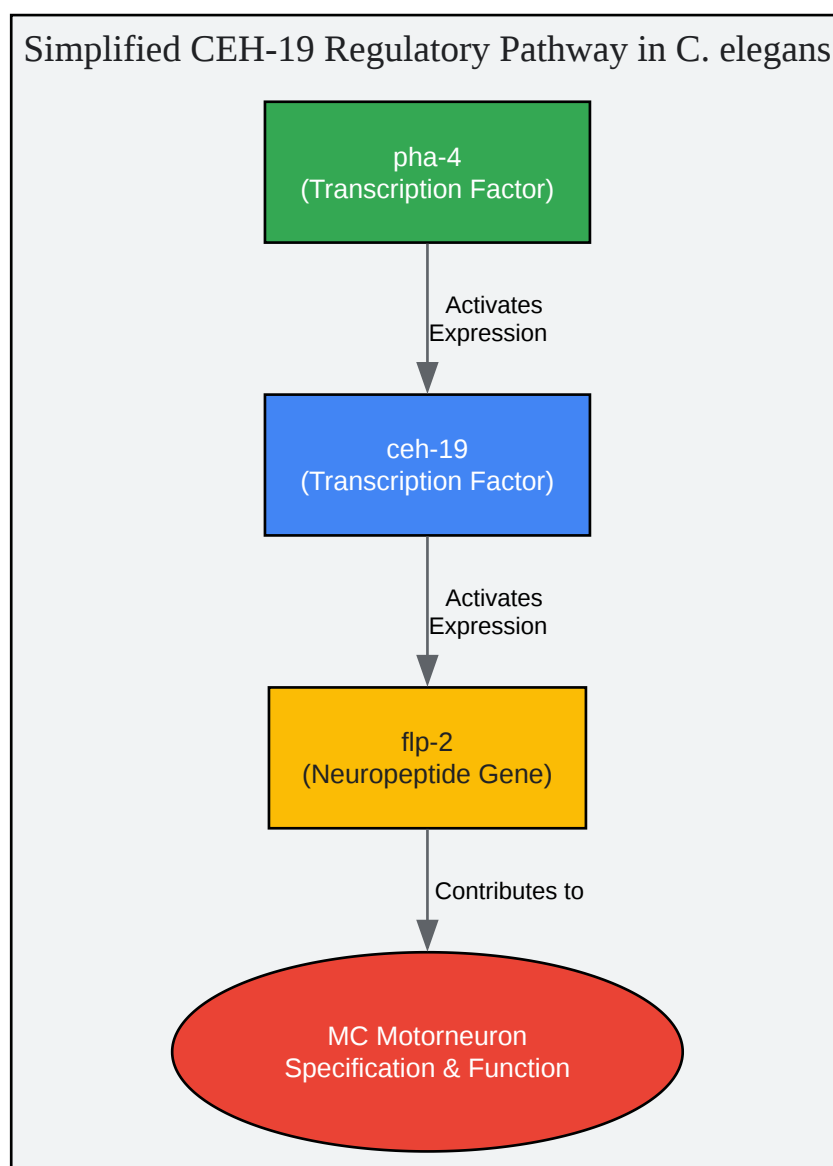 Simplified CEH-19 Regulatory Pathway in C. elegans
pha-4
(Transcription Factor)
Activates
Expression
ceh-19
(Transcription Factor)
Activates
Expression
flp-2
(Neuropeptide Gene)
Contributes to
MC Motorneuron
Specification & Function